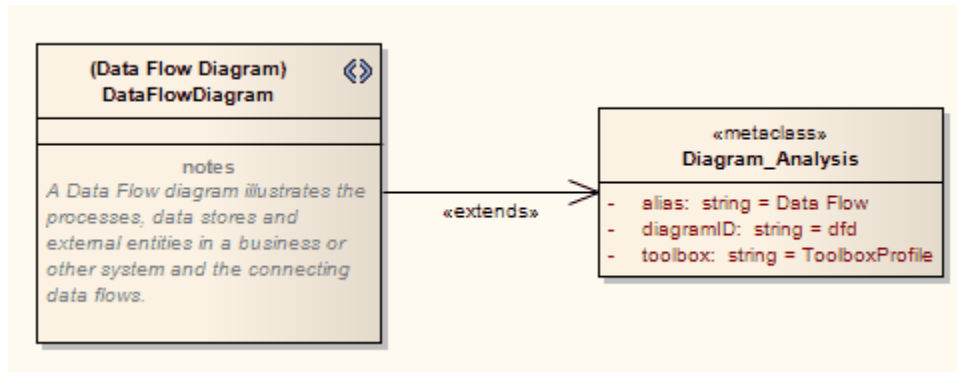 (Data Flow Diagram)
DataFlowDiagram
notes
A Data Flow diagram illustrates the
processes, data stores and
external entities in a business or
other system and the connecting
data flows.
«extends»
«metaclass»
Diagram_Analysis
- alias: string = Data Flow
- diagramID: string = dfd
- toolbox: string = ToolboxProfile